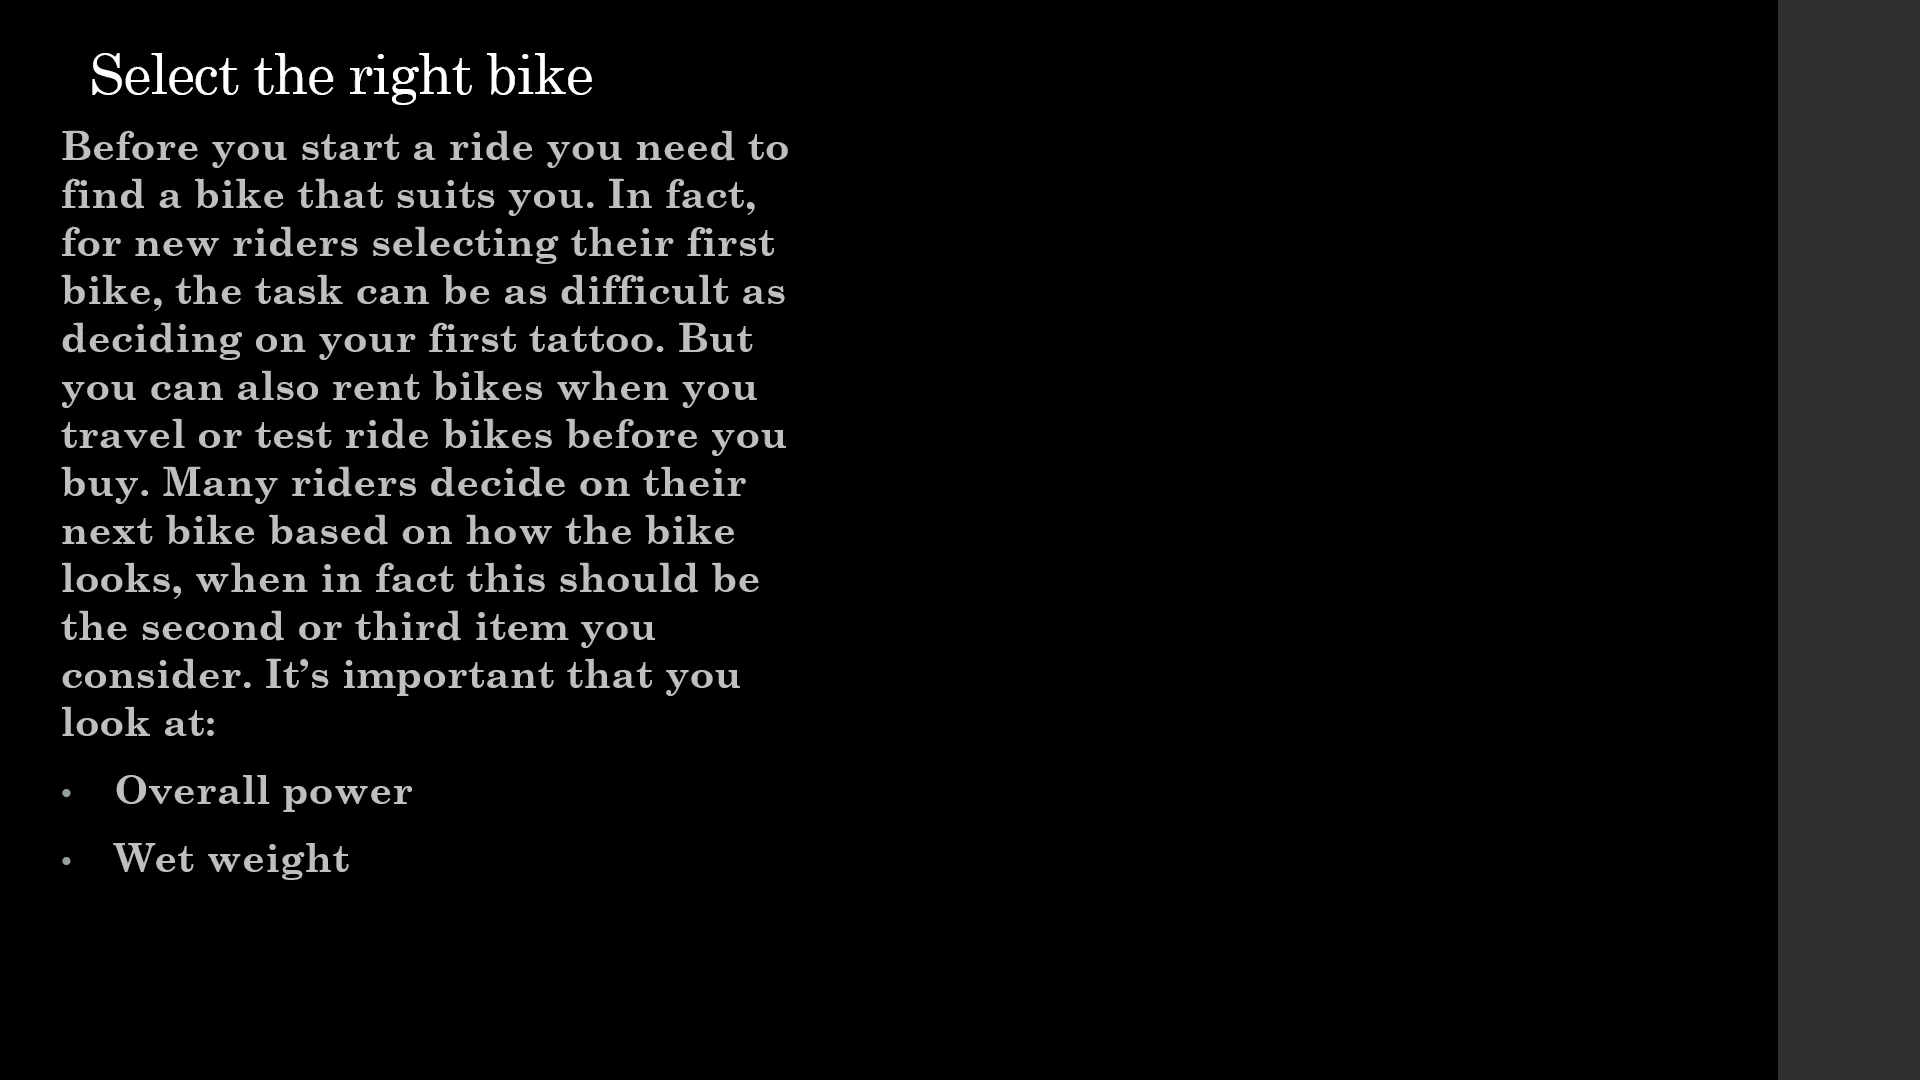 Select the right bike
Before you start a ride you need to
find a bike that suits you. In fact,
for new riders selecting their first
bike, the task can be as difficult as
deciding on your first tattoo. But
you can also rent bikes when you
travel or test ride bikes before you
buy. Many riders decide on their
next bike based on how the bike
looks, when in fact this should be
the second or third item you
consider. It’s important that you
look at:
• Overall power
• Wet weight